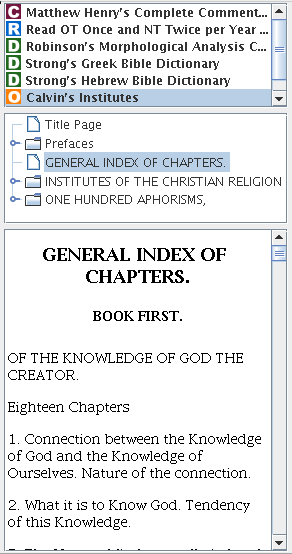 C Matthew Henry's Complete Comment...
R Read OT Once and NT Twice per Year ...
D Robinson's Morphological Analysis C...
D Strong's Greek Bible Dictionary
D Strong's Hebrew Bible Dictionary
O Calvin's Institutes
Title Page
Prefaces
GENERAL INDEX OF CHAPTERS.
INSTITUTES OF THE CHRISTIAN RELIGION
ONE HUNDRED APHORISMS,
GENERAL INDEX OF
CHAPTERS.
BOOK FIRST.
OF THE KNOWLEDGE OF GOD THE
CREATOR.
Eighteen Chapters
1. Connection between the Knowledge
of God and the Knowledge of
Ourselves. Nature of the connection.
2. What it is to Know God. Tendency
of this Knowledge.